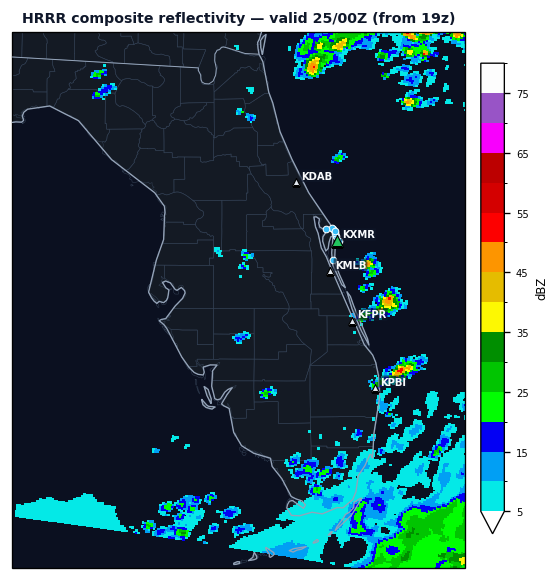 HRRR composite reflectivity — valid 25/00Z (from 19z)
KDAB
KXMR
KMLB
KFPR
KPBI
75
65
55
45
35
25
15
5
dBZ